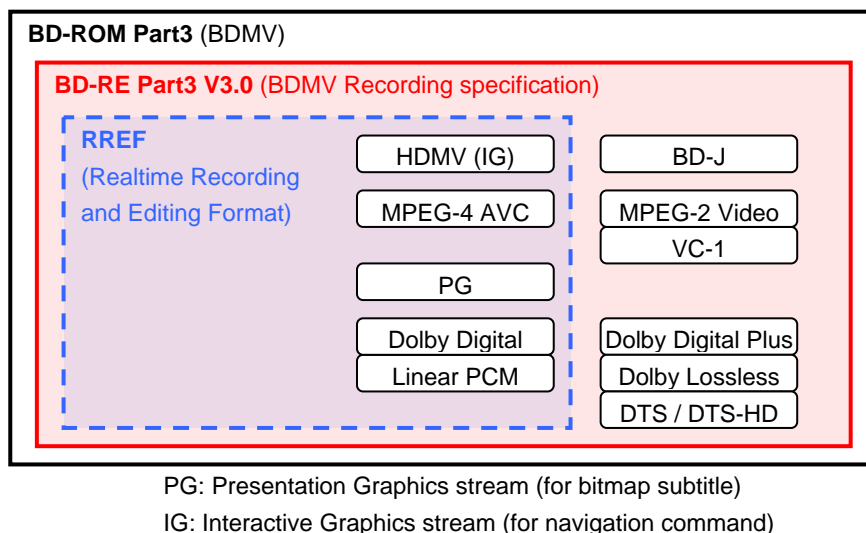 BD-ROM Part3 (BDMV)
BD-RE Part3 V3.0 (BDMV Recording specification)
RREF
(Realtime Recording
and Editing Format)
HDMV (IG)
BD-J
MPEG-4 AVC
MPEG-2 Video
VC-1
PG
Dolby Digital
Dolby Digital Plus
Linear PCM
Dolby Lossless
DTS / DTS-HD
PG: Presentation Graphics stream (for bitmap subtitle)
IG: Interactive Graphics stream (for navigation command)